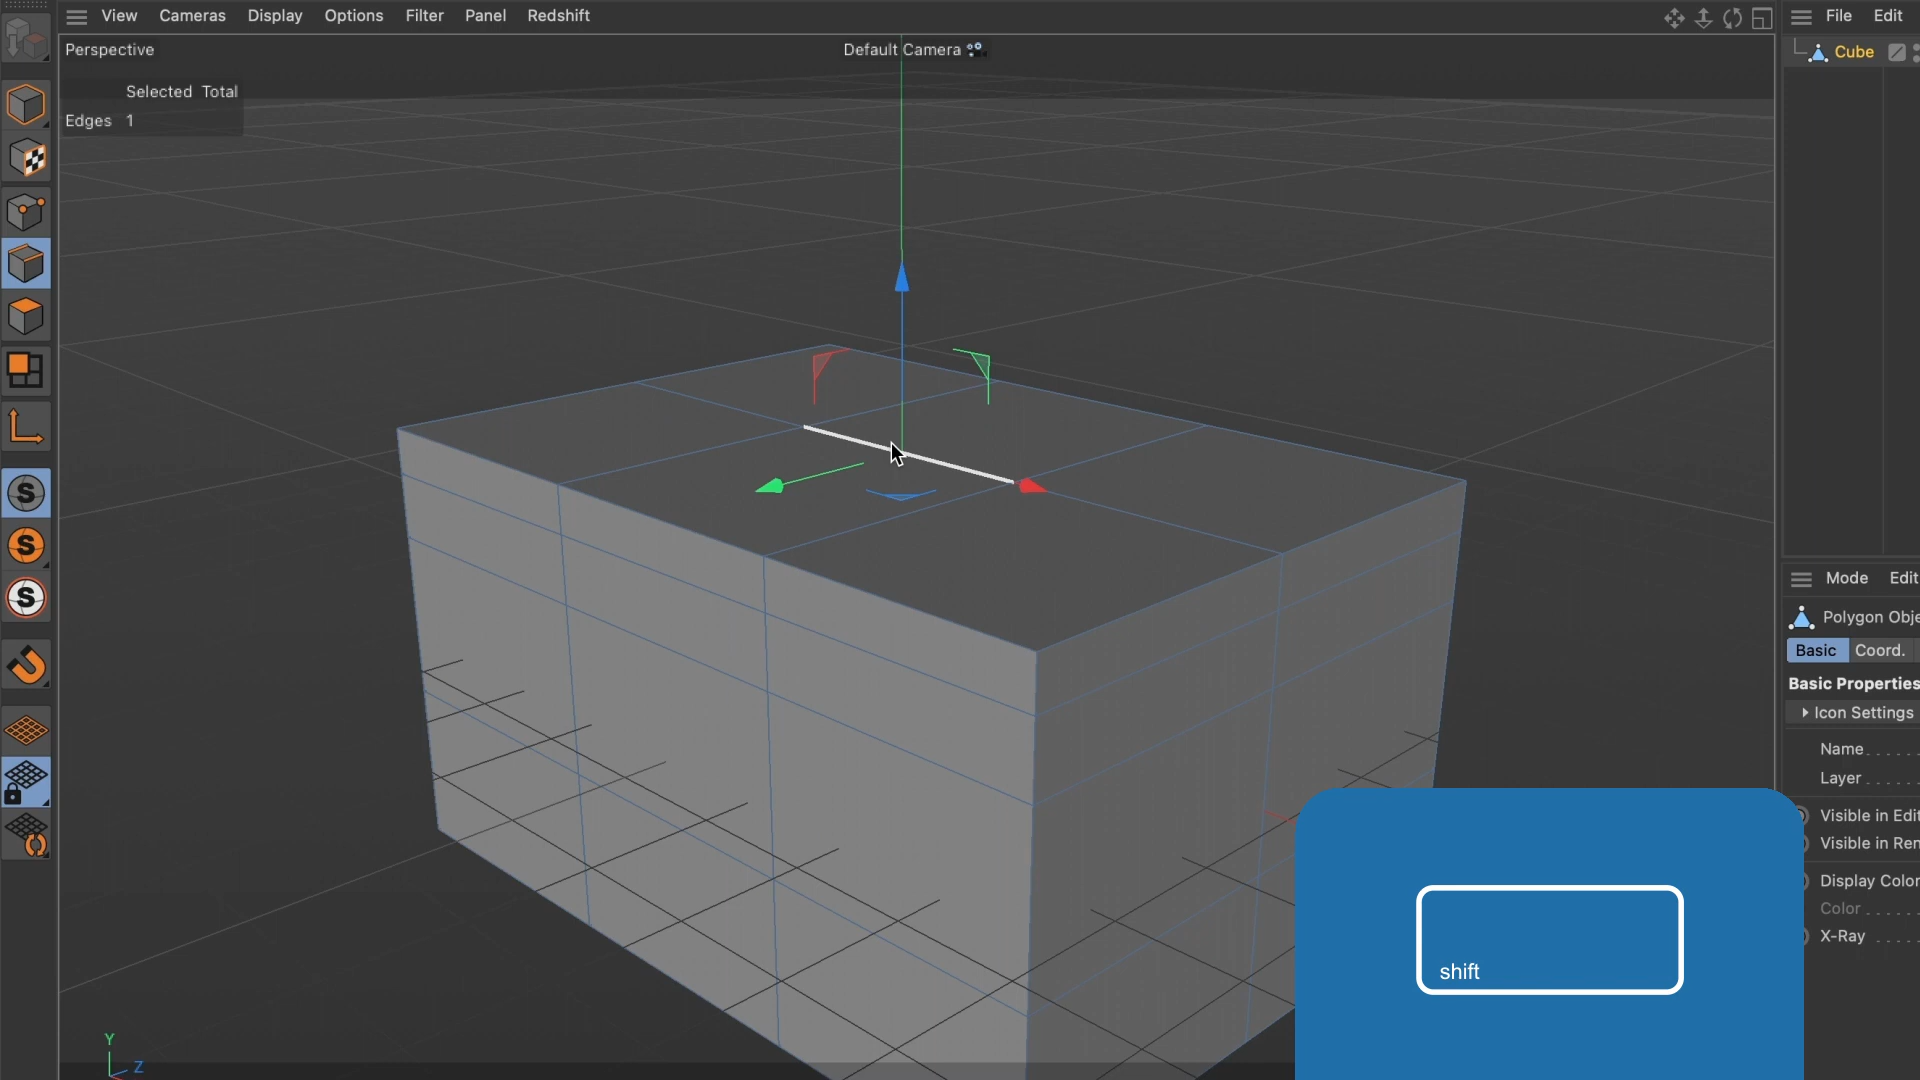 View Cameras Display Options Filter Panel Redshift
File Edit
Perspective
Default Camera
Cube
Selected Total
Edges 1
S
S
S
Mode Edit
Polygon Obje
Basic Coord.
Basic Properties
Icon Settings
Name
Layer
Visible in Edit
Visible in Ren
Display Color
Color
X-Ray
shift
Y
Z